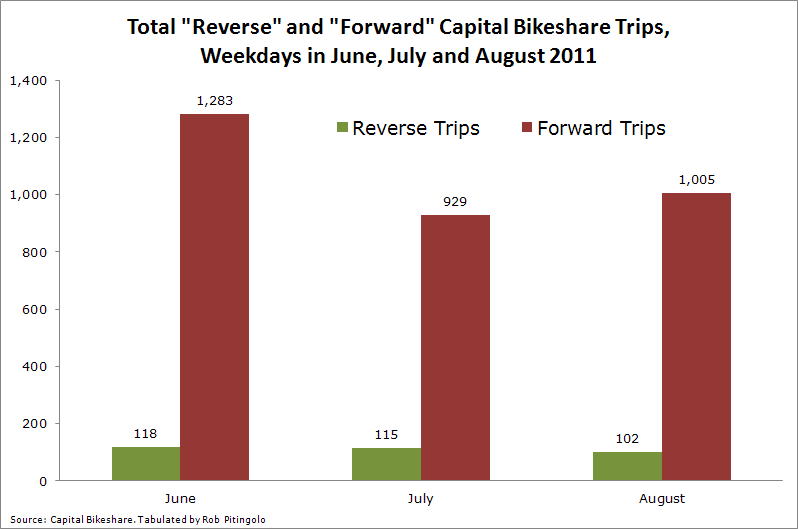 Total "Reverse" and "Forward" Capital Bikeshare Trips,
Weekdays in June, July and August 2011
1,400
1,200
1,000
800
600
400
200
0
Reverse Trips
Forward Trips
118
1,283
115
929
102
1,005
June
July
August
Source: Capital Bikeshare. Tabulated by Rob Pitingolo